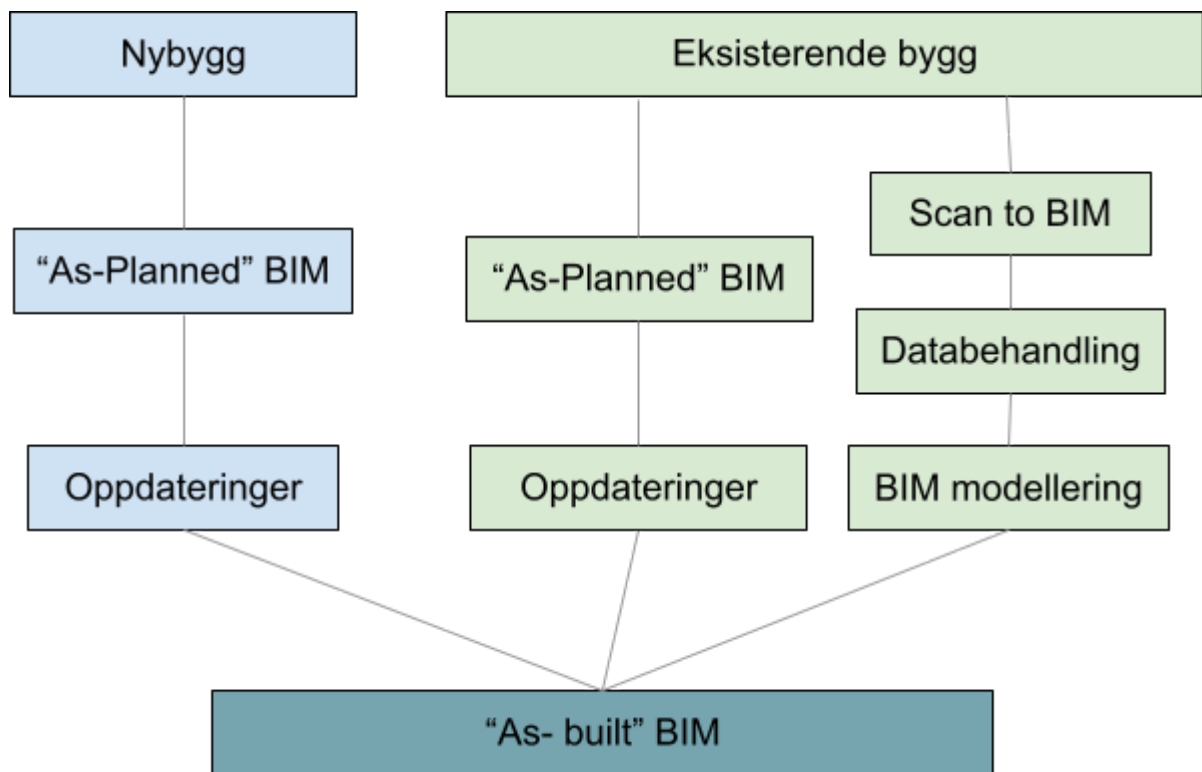 Nybygg
Eksisterende bygg
Scan to BIM
“As-Planned” BIM
“As-Planned” BIM
Databehandling
Oppdateringer
Oppdateringer
BIM modellering
“As- built” BIM